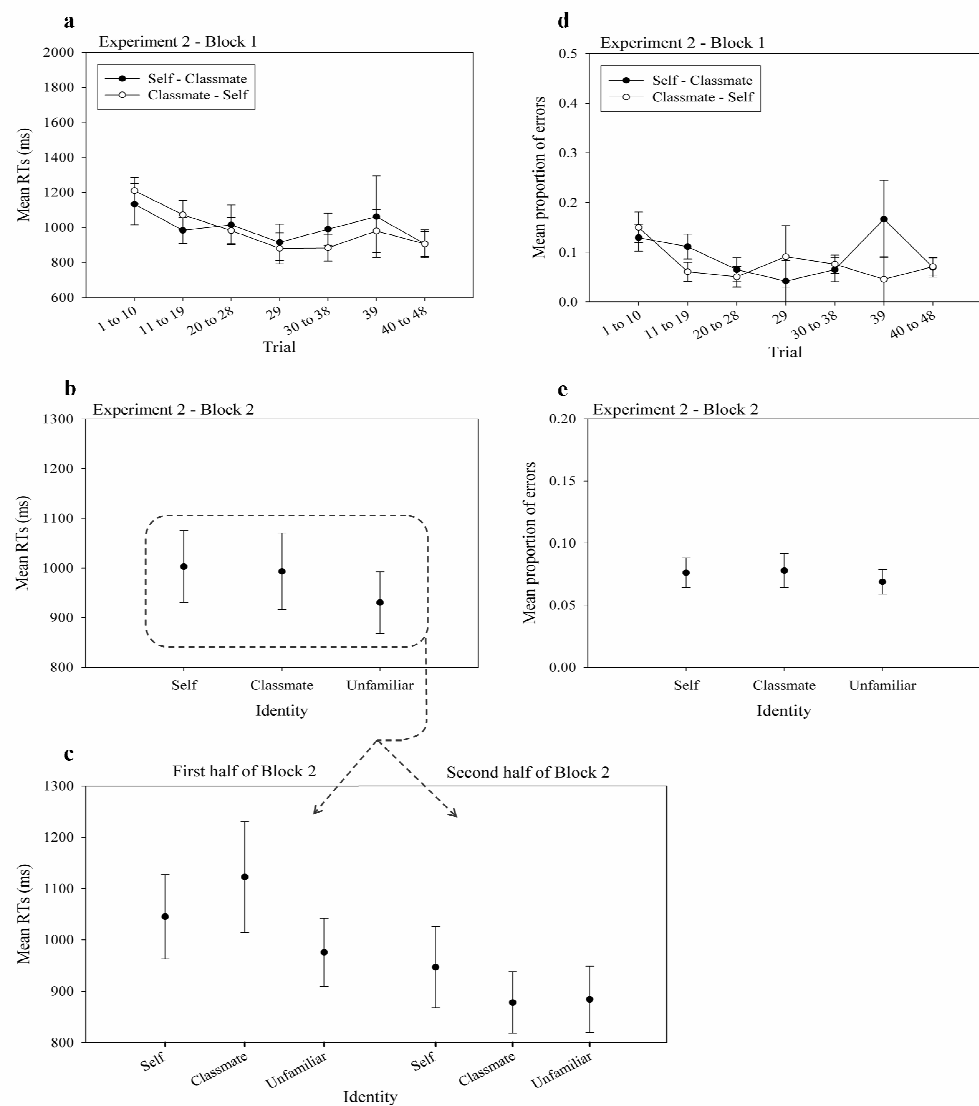 a
Experiment 2 - Block 1
2000
1800
1600
1400
1200
1000
800
600
Mean RTs (ms)
Self - Classmate
Classmate - Self
1 to 10
11 to 19
20 to 28
29
30 to 38
39
40 to 48
Trial
d
Experiment 2 - Block 1
0.5
0.4
0.3
0.2
0.1
0.0
Mean proportion of errors
Self - Classmate
Classmate - Self
1 to 10
11 to 19
20 to 28
29
30 to 38
39
40 to 48
Trial
b
Experiment 2 - Block 2
1300
1200
1100
1000
900
800
Mean RTs (ms)
Self Classmate Unfamiliar
Identity
e
Experiment 2 - Block 2
0.20
0.15
0.10
0.05
0.00
Mean proportion of errors
Self Classmate Unfamiliar
Identity
c
First half of Block 2 Second half of Block 2
1300
1200
1100
1000
900
800
Mean RTs (ms)
Self
Classmate
Unfamiliar
Self
Classmate
Unfamiliar
Identity